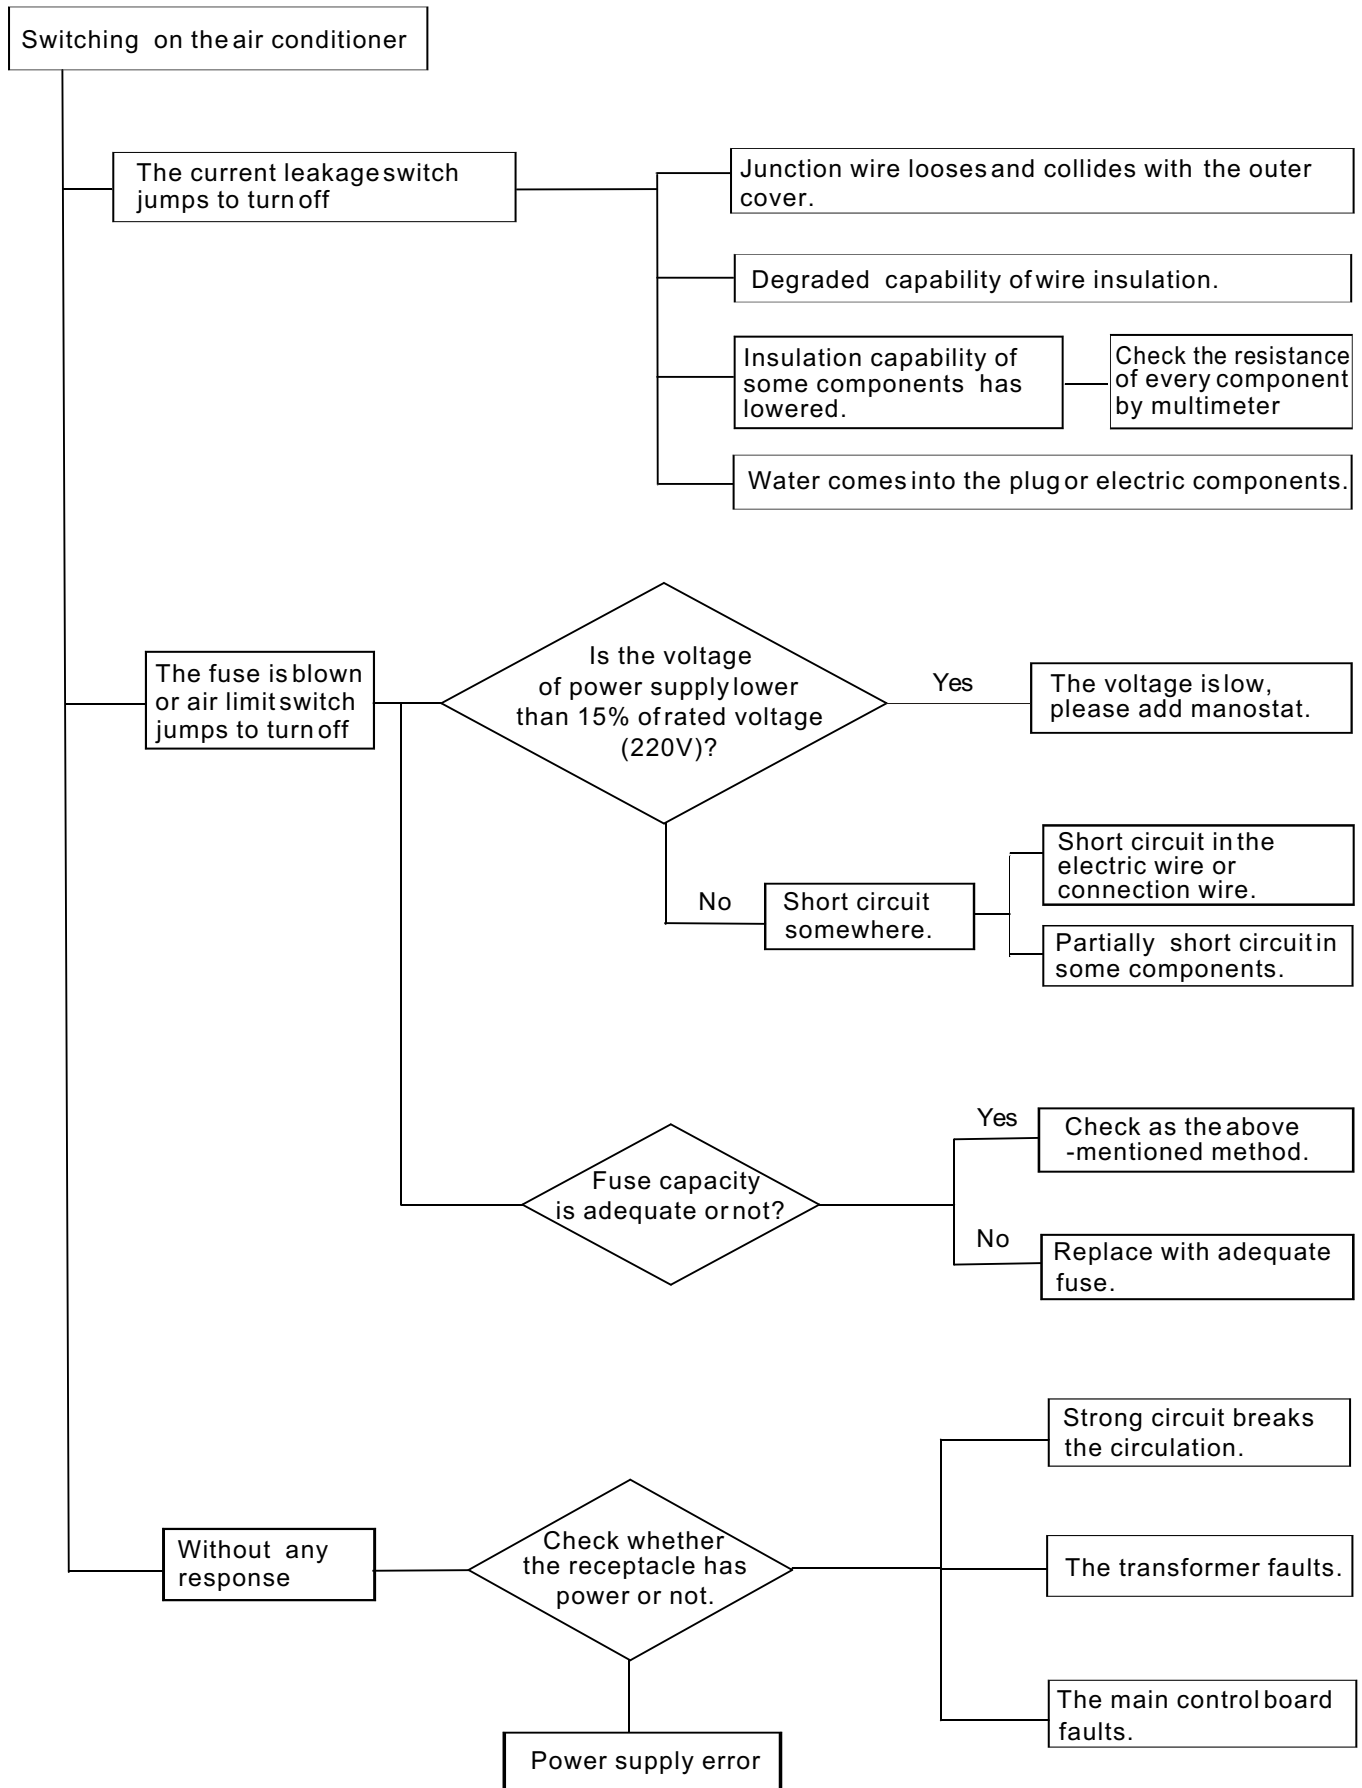 Switching on the air conditioner
The current leakage switch
jumps to turn off
Junction wire looses and collides with the outer
cover.
Degraded capability of wire insulation.
Insulation capability of
some components has
lowered.
Check the resistance
of every component
by multimeter
Water comes into the plug or electric components.
The fuse is blown
or air limit switch
jumps to turn off
Is the voltage
of power supply lower
than 15% of rated voltage
(220V)?
Yes
The voltage is low,
please add manostat.
No
Short circuit
somewhere.
Short circuit in the
electric wire or
connection wire.
Partially short circuit in
some components.
Fuse capacity
is adequate or not?
Yes
Check as the above
-mentioned method.
No
Replace with adequate
fuse.
Without any
response
Check whether
the receptacle has
power or not.
Strong circuit breaks
the circulation.
The transformer faults.
The main control board
faults.
Power supply error